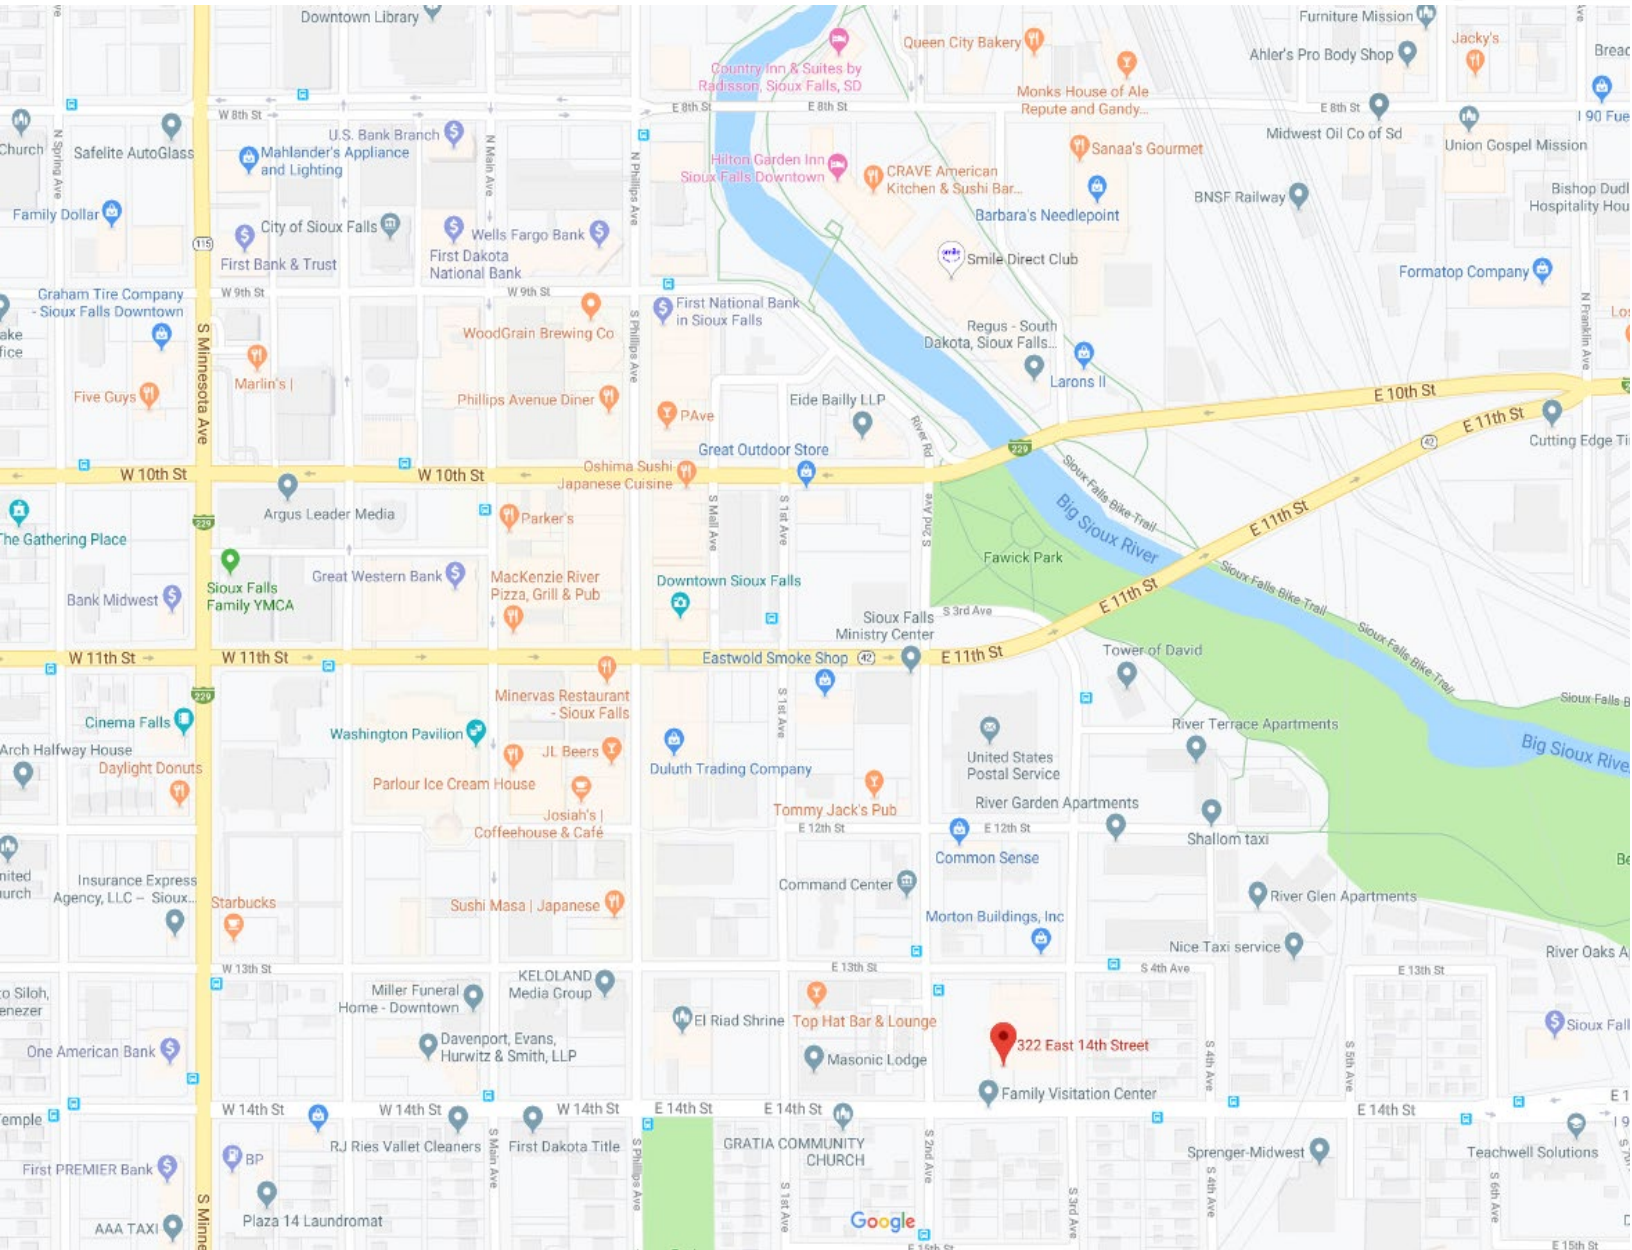 Downtown Library
Country Inn & Suites by
Radisson, Sioux Falls, SD
Queen City Bakery
Monks House of Ale
Repute and Gandy...
Furniture Mission
Ahler's Pro Body Shop
Jacky's
W 8th St
E 8th St
E 8th St
E 8th St
Midwest Oil Co of Sd
Union Gospel Mission
Church
N Spring Ave
Safelite AutoGlass
U.S. Bank Branch
Mahlander's Appliance
and Lighting
N Main Ave
N Phillips Ave
Hilton Garden Inn
Sioux Falls Downtown
CRAVE American
Kitchen & Sushi Bar...
Sanaa's Gourmet
Barbara's Needlepoint
BNSF Railway
Family Dollar
City of Sioux Falls
First Bank & Trust
First Dakota
National Bank
Wells Fargo Bank
115
Smile Direct Club
Formatop Company
Graham Tire Company
- Sioux Falls Downtown
W 9th St
W 9th St
First National Bank
in Sioux Falls
WoodGrain Brewing Co
Regus - South
Dakota, Sioux Falls...
Larons II
N Franklin Ave
S Minnesota Ave
Marlin's |
S Phillips Ave
Five Guys
Phillips Avenue Diner
PAve
Eide Bailly LLP
River Rd
E 10th St
E 11th St
42
Great Outdoor Store
229
W 10th St
W 10th St
Oshima Sushi
Japanese Cuisine
Argus Leader Media
Parker's
S Mall Ave
S 1st Ave
S 2nd Ave
Sioux Falls Bike Trail
Big Sioux River
E 11th St
The Gathering Place
229
Fawick Park
Sioux Falls
Family YMCA
Great Western Bank
MacKenzie River
Pizza, Grill & Pub
Downtown Sioux Falls
Bank Midwest
E 11th St
Sioux Falls Bike Trail
S 3rd Ave
Sioux Falls
Ministry Center
Sioux Falls Bike Trail
W 11th St
W 11th St
Eastwold Smoke Shop
42
E 11th St
Tower of David
229
Minervas Restaurant
- Sioux Falls
S 1st Ave
Cinema Falls
Washington Pavilion
JL Beers
River Terrace Apartments
Big Sioux River
Arch Halfway House
Daylight Donuts
Parlour Ice Cream House
Duluth Trading Company
United States
Postal Service
Josiah's |
Coffeehouse & Café
Tommy Jack's Pub
River Garden Apartments
E 12th St
E 12th St
Shallom taxi
Common Sense
Insurance Express
Agency, LLC – Sioux...
Command Center
River Glen Apartments
Starbucks
Sushi Masa | Japanese
Morton Buildings, Inc
Nice Taxi service
W 13th St
E 13th St
S 4th Ave
E 13th St
KELOLAND
Media Group
Miller Funeral
Home - Downtown
El Riad Shrine
Top Hat Bar & Lounge
One American Bank
Davenport, Evans,
Hurwitz & Smith, LLP
Masonic Lodge
322 East 14th Street
S 4th Ave
S 5th Ave
Family Visitation Center
W 14th St
W 14th St
W 14th St
E 14th St
E 14th St
E 14th St
RJ Ries Vallet Cleaners
First Dakota Title
GRATIA COMMUNITY
CHURCH
Sprenger-Midwest
Teachwell Solutions
First PREMIER Bank
BP
S Main Ave
S Phillips Ave
S 1st Ave
S 2nd Ave
S 3rd Ave
S 4th Ave
S 6th Ave
AAA TAXI
Plaza 14 Laundromat
Google
E 15th St
E 15th St